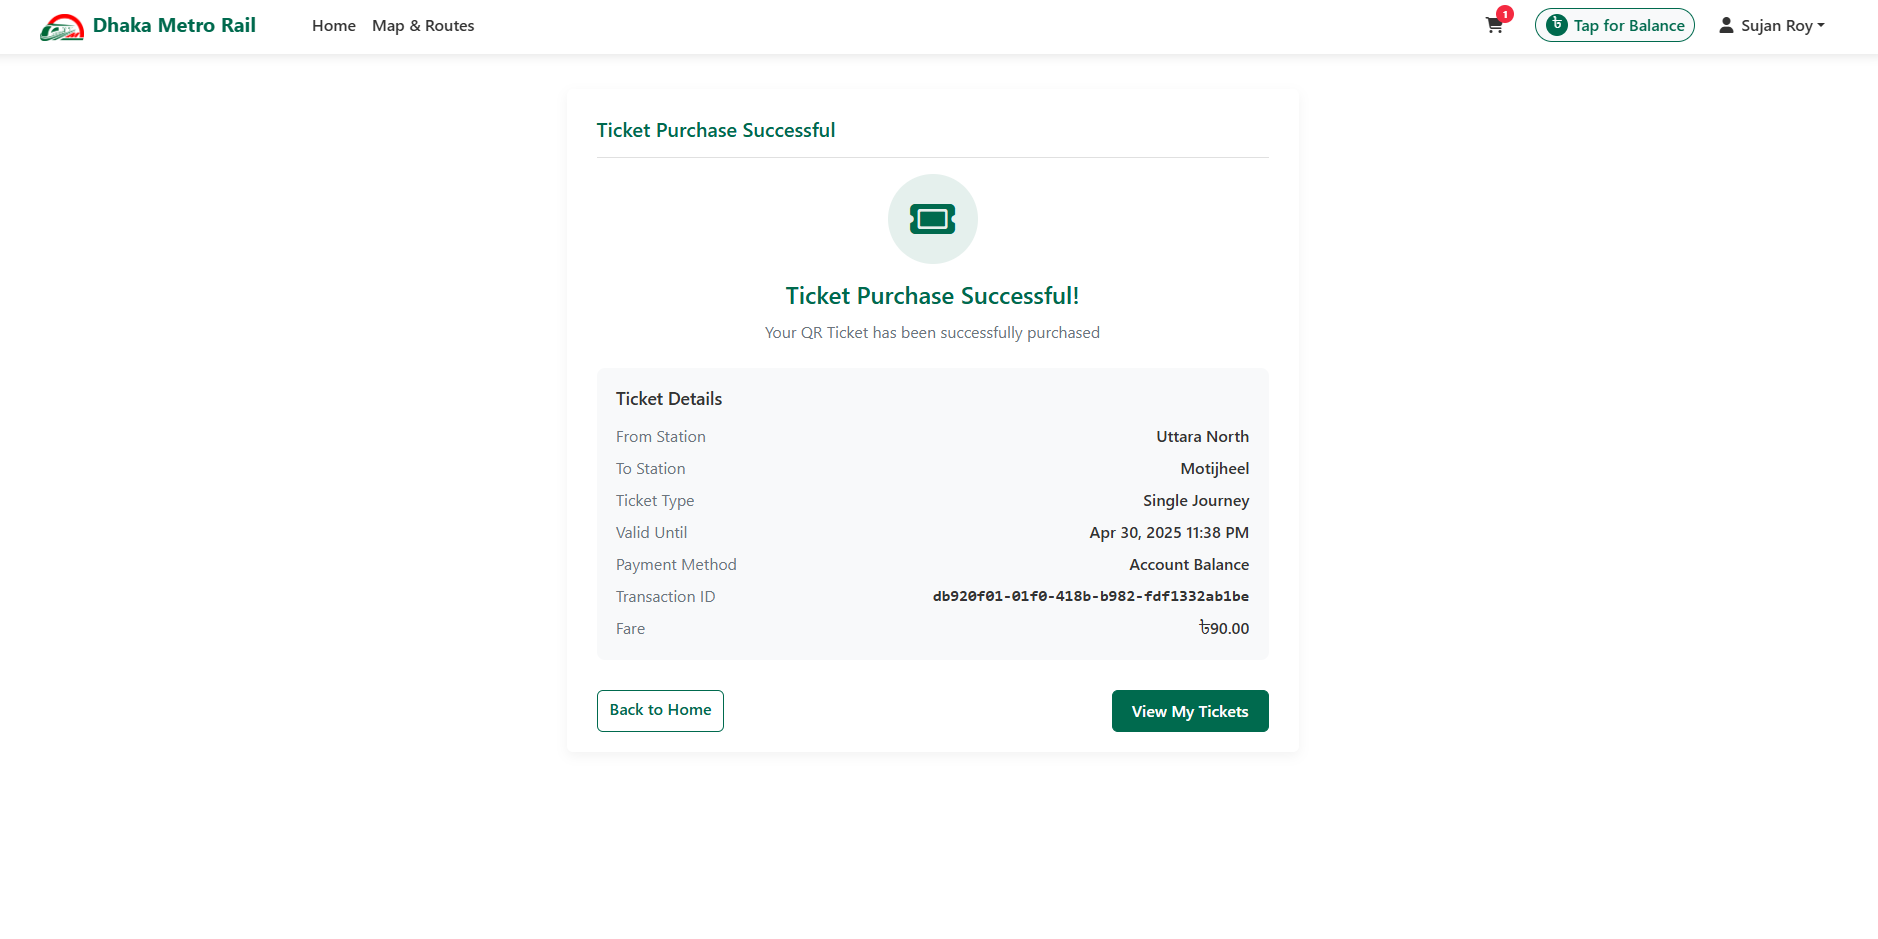 Dhaka Metro Rail
Home
Map & Routes
1
৳ Tap for Balance
Sujan Roy
Ticket Purchase Successful
Ticket Purchase Successful!
Your QR Ticket has been successfully purchased
Ticket Details
From Station Uttara North
To Station Motijheel
Ticket Type Single Journey
Valid Until Apr 30, 2025 11:38 PM
Payment Method Account Balance
Transaction ID db920f01-01f0-418b-b982-fdf1332ab1be
Fare ৳90.00
Back to Home
View My Tickets